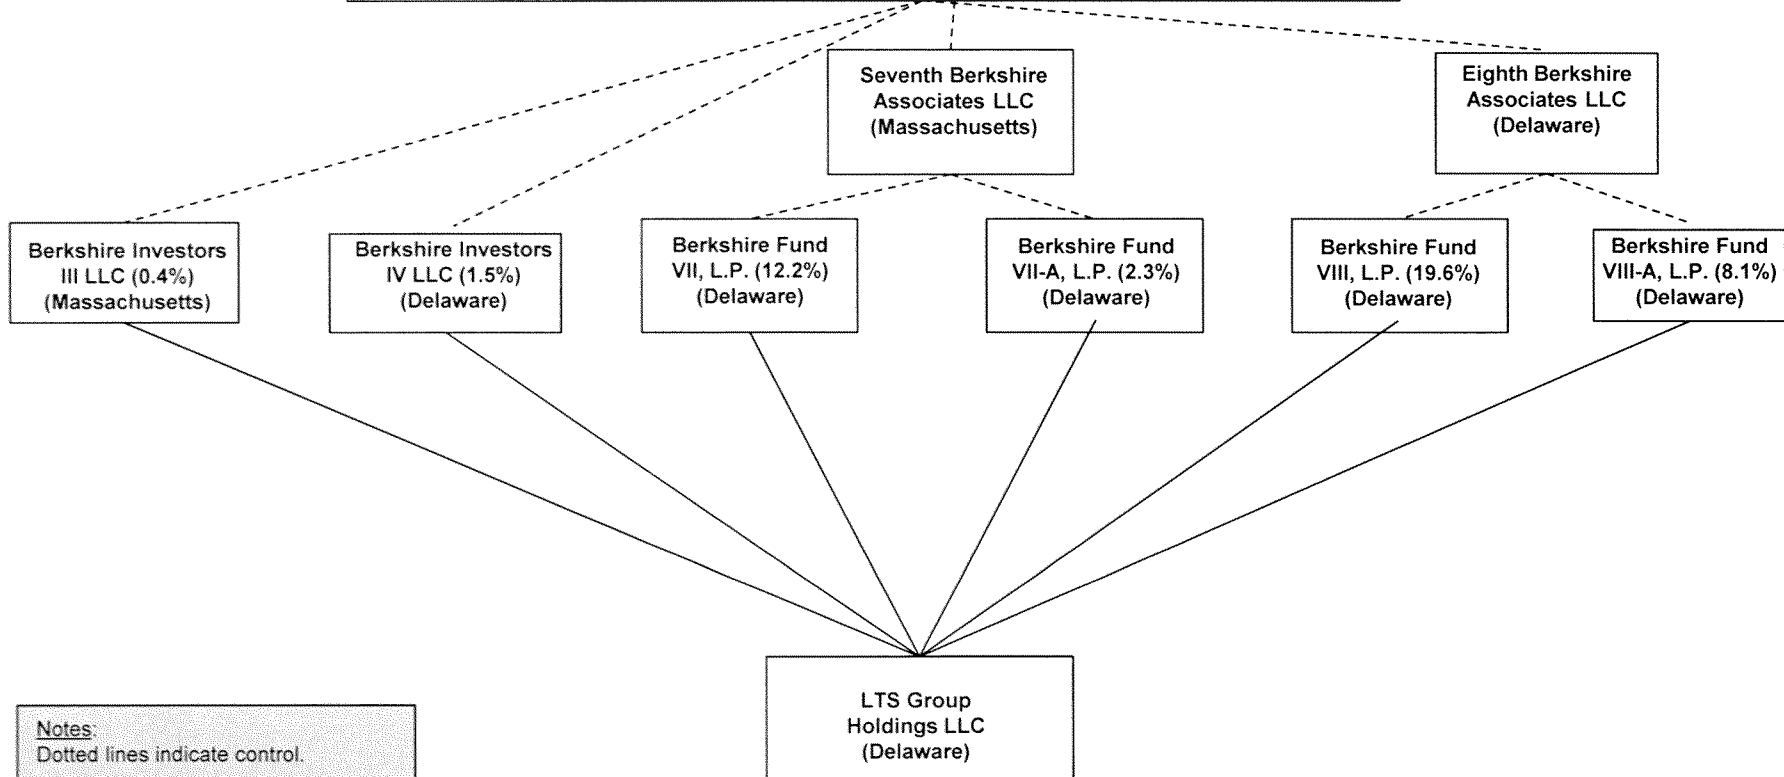 Seventh Berkshire
Associates LLC
(Massachusetts)
Eighth Berkshire
Associates LLC
(Delaware)
Berkshire Investors
III LLC (0.4%)
(Massachusetts)
Berkshire Investors
IV LLC (1.5%)
(Delaware)
Berkshire Fund
VII, L.P. (12.2%)
(Delaware)
Berkshire Fund
VII-A, L.P. (2.3%)
(Delaware)
Berkshire Fund
VIII, L.P. (19.6%)
(Delaware)
Berkshire Fund
VIII-A, L.P. (8.1%)
(Delaware)
LTS Group
Holdings LLC
(Delaware)
Notes:
Dotted lines indicate control.